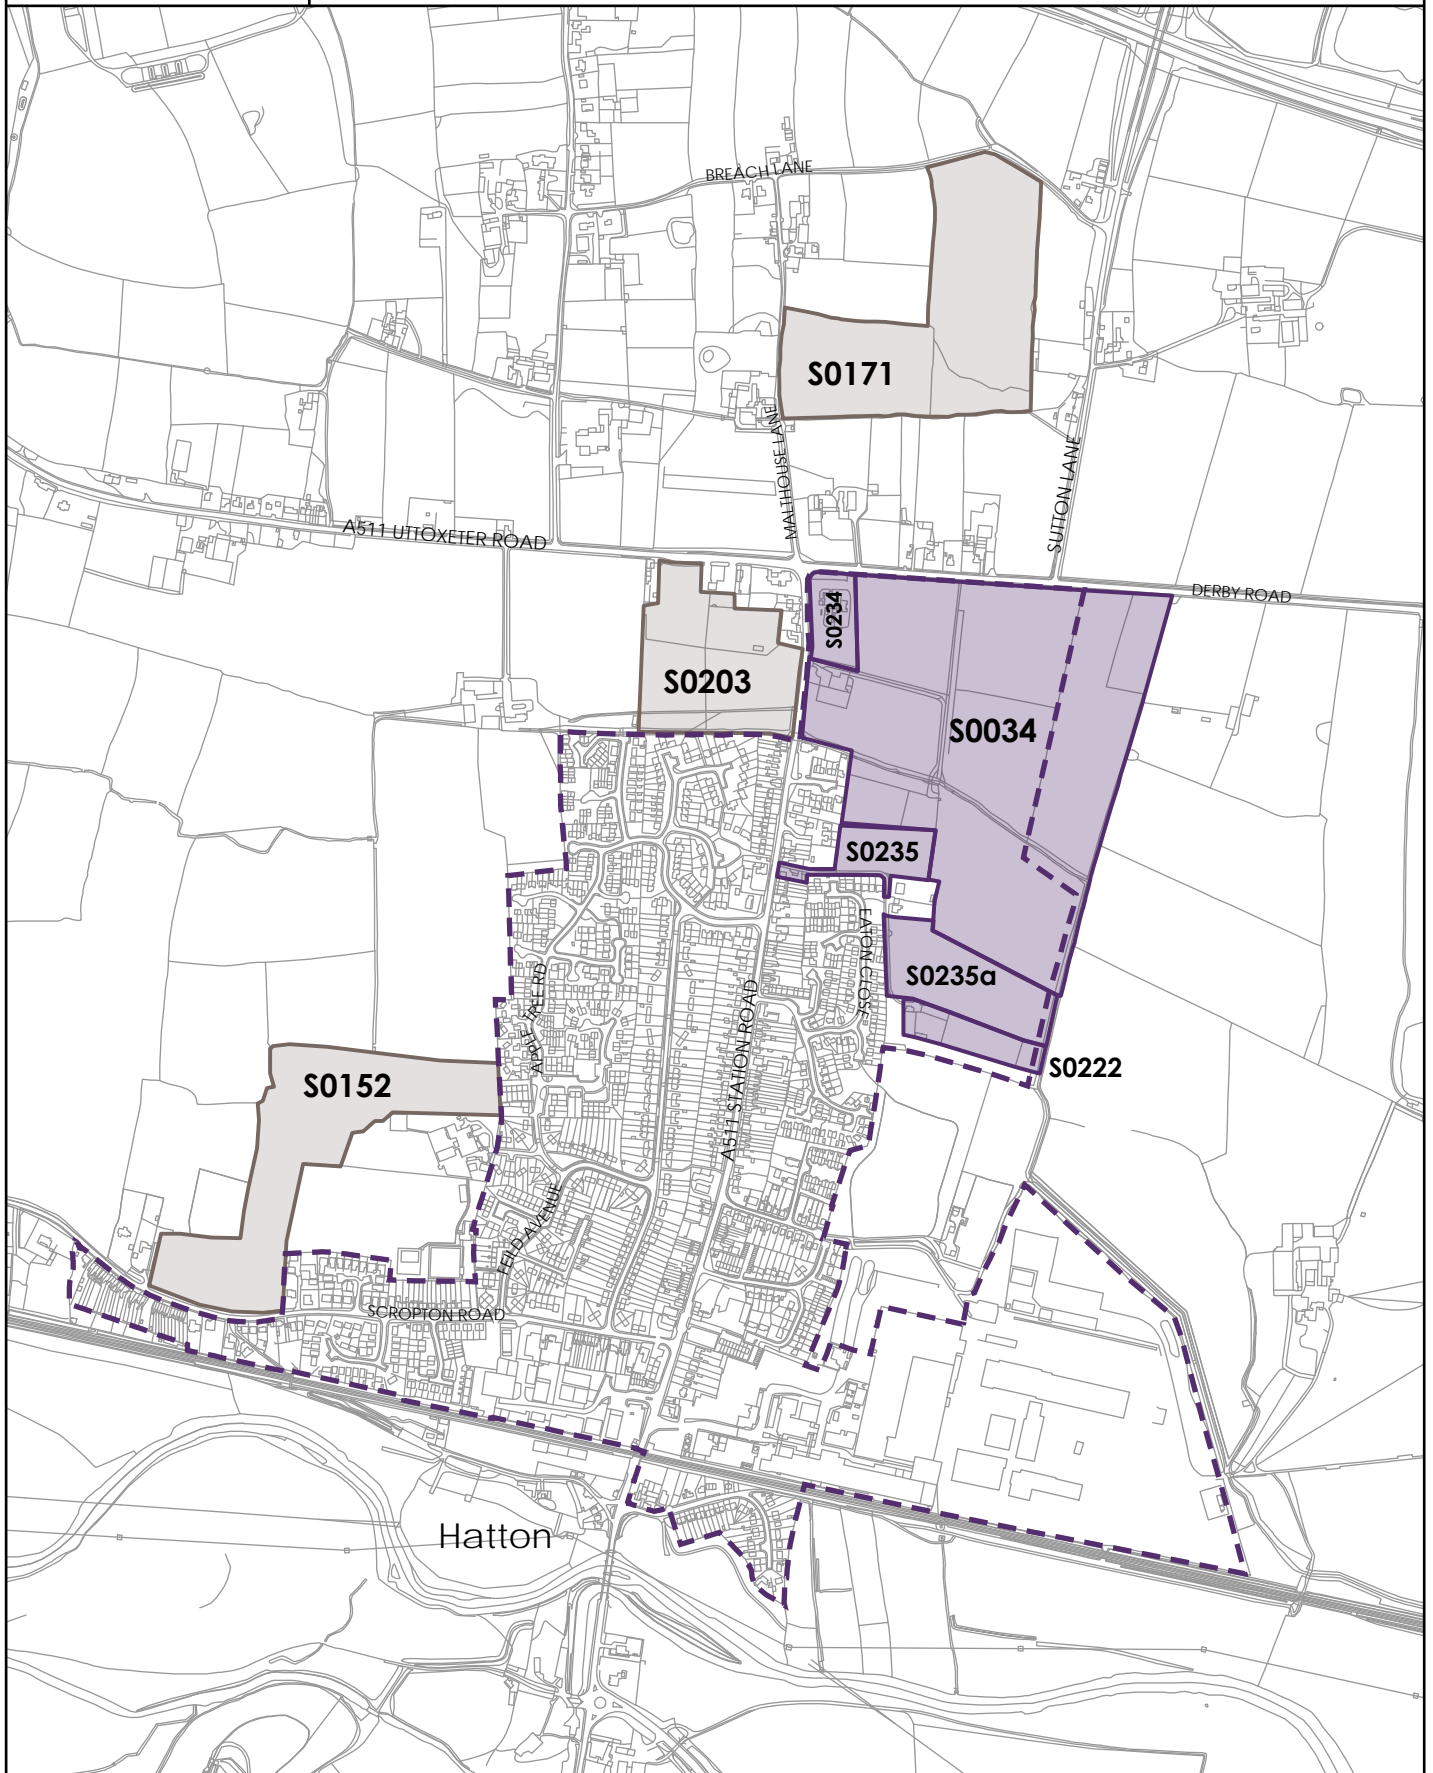 BREACH LANE
S0171
MALTHOUSE LANE
SUTTON LANE
A511 UTTOXETER ROAD
DERBY ROAD
S0234
S0203
S0034
S0235
EATON CLOSE
S0235a
APPLE TREE RD
A511 STATION ROAD
S0222
S0152
FEILD AVENUE
SCROPTON ROAD
Hatton